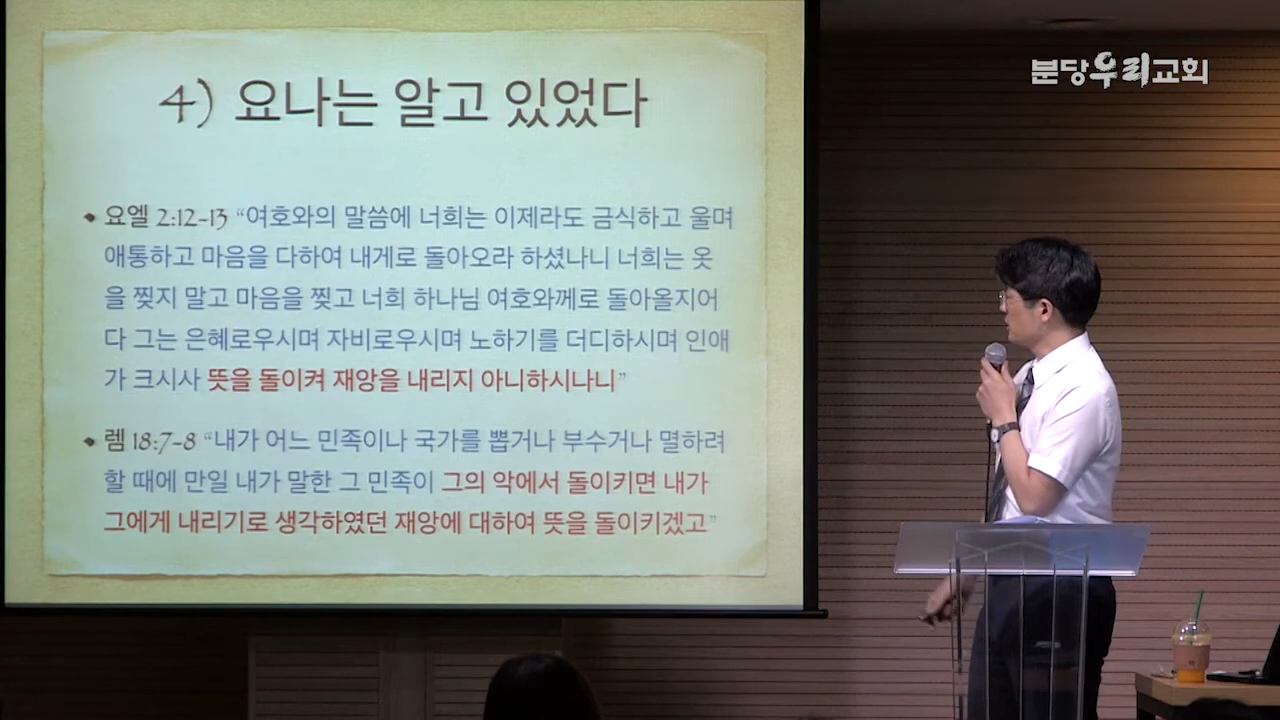 분당우리교회
4) 요나는 알고 있었다
• 요엘 2:12-13 “여호와의 말씀에 너희는 이제라도 금식하고 울며
애통하고 마음을 다하여 내게로 돌아오라 하셨나니 너희는 옷
을 찢지 말고 마음을 찢고 너희 하나님 여호와께로 돌아올지어
다 그는 은혜로우시며 자비로우시며 노하기를 더디하시며 인애
가 크시사 뜻을 돌이켜 재앙을 내리지 아니하시나니”
• 렘 18:7-8 “내가 어느 민족이나 국가를 뽑거나 부수거나 멸하려
할 때에 만일 내가 말한 그 민족이 그의 악에서 돌이키면 내가
그에게 내리기로 생각하였던 재앙에 대하여 뜻을 돌이키겠고”